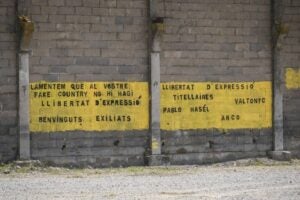 LAMENTEM QUE AL VOSTRE
FAKE COUNTRY NO HI HAGI
LLIBERTAT D'EXPRESSIÓ
BENVINGUTS EXILIATS
LLIBERTAT D'EXPRESSIÓ
TITELLAIRES
VALTONYC
PABLO HASÉL
ARCO